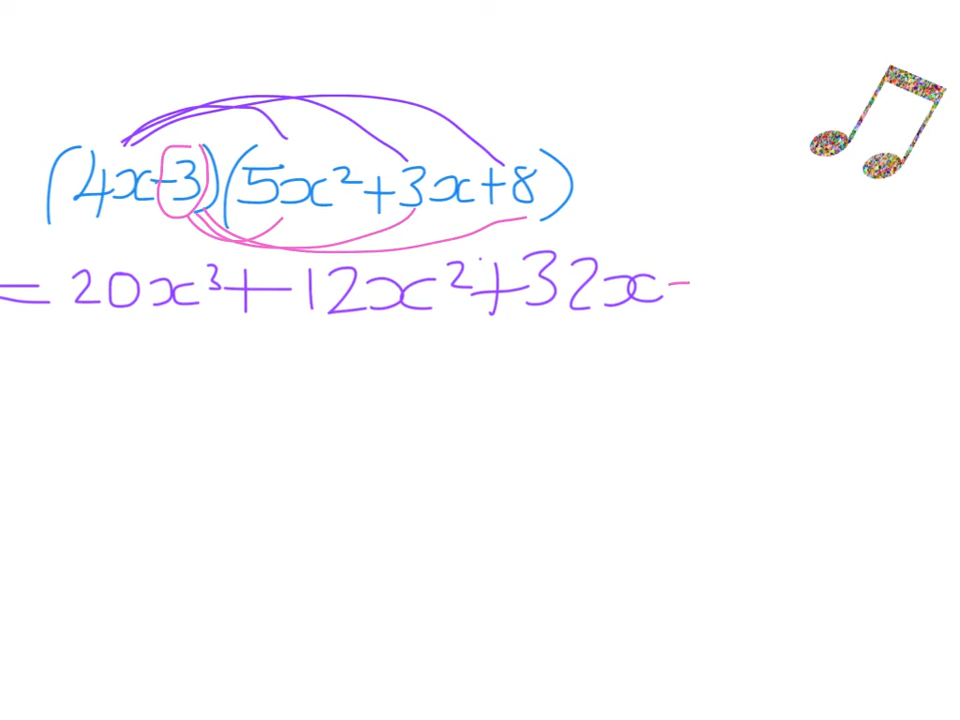 (4x-3)(5x²+3x+8)
= 20x³+12x²+32x-